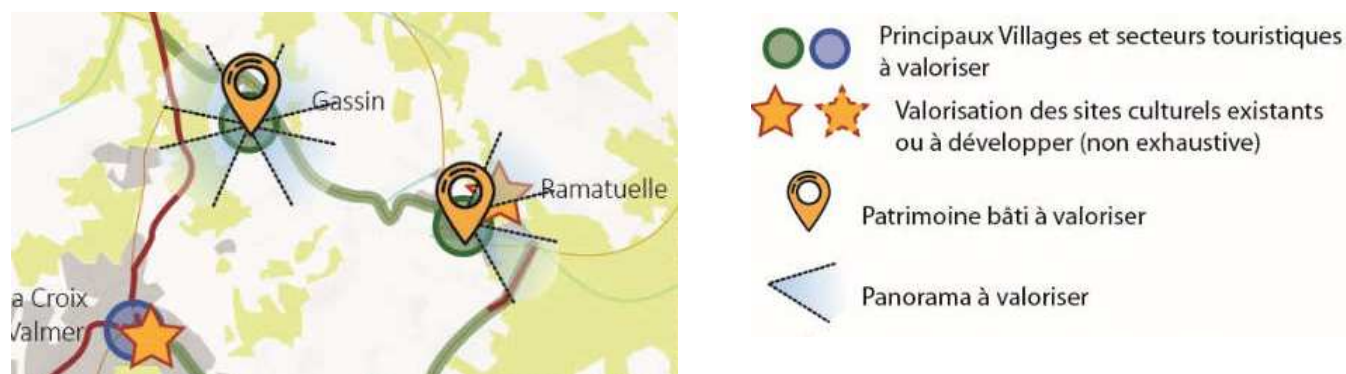 Gassin
Ramatuelle
a Croix
Valmer
Principaux Villages et secteurs touristiques
à valoriser
Valorisation des sites culturels existants
ou à développer (non exhaustive)
Patrimoine bâti à valoriser
Panorama à valoriser